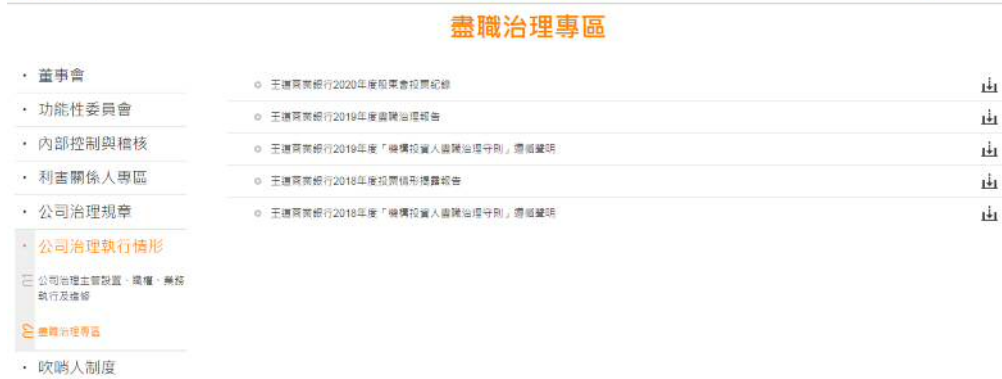 盡職治理專區
董事會
功能性委員會
內部控制與稽核
利害關係人專區
公司治理規章
公司治理執行情形
01
公司治理主管設置、職權、業務
執行及進修
02
盡職治理專區
吹哨人制度
王道商業銀行2020年度股東會投票紀錄
王道商業銀行2019年度盡職治理報告
王道商業銀行2019年度「機構投資人盡職治理守則」遵循聲明
王道商業銀行2018年度投票情形揭露報告
王道商業銀行2018年度「機構投資人盡職治理守則」遵循聲明